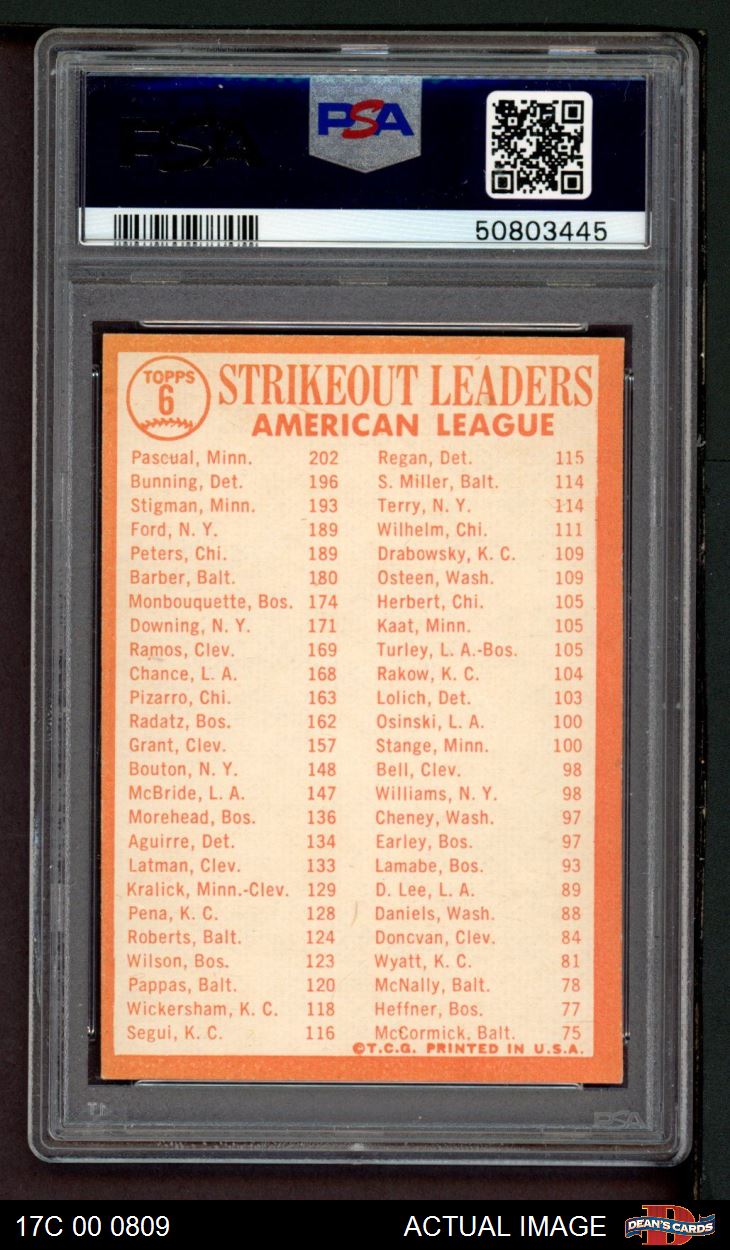 PSA
PSA
50803445
TOPPS
6
STRIKEOUT LEADERS
AMERICAN LEAGUE
Pascual, Minn. 202 Regan, Det. 115
Bunning, Det. 196 S. Miller, Balt. 114
Stigman, Minn. 193 Terry, N. Y. 114
Ford, N. Y. 189 Wilhelm, Chi. 111
Peters, Chi. 189 Drabowsky, K. C. 109
Barber, Balt. 180 Osteen, Wash. 109
Monbouquette, Bos. 174 Herbert, Chi. 105
Downing, N. Y. 171 Kaat, Minn. 105
Ramos, Clev. 169 Turley, L. A.-Bos. 105
Chance, L. A. 168 Rakow, K. C. 104
Pizarro, Chi. 163 Lolich, Det. 103
Radatz, Bos. 162 Osinski, L. A. 100
Grant, Clev. 157 Stange, Minn. 100
Bouton, N. Y. 148 Bell, Clev. 98
McBride, L. A. 147 Williams, N. Y. 98
Morehead, Bos. 136 Cheney, Wash. 97
Aguirre, Det. 134 Earley, Bos. 97
Latman, Clev. 133 Lamabe, Bos. 93
Kralick, Minn.-Clev. 129 D. Lee, L. A. 89
Pena, K. C. 128 Daniels, Wash. 88
Roberts, Balt. 124 Doncvan, Clev. 84
Wilson, Bos. 123 Wyatt, K. C. 81
Pappas, Balt. 120 McNally, Balt. 78
Wickersham, K. C. 118 Heffner, Bos. 77
Segui, K. C. 116 McCormick, Balt. 75
©T.C.G. PRINTED IN U.S.A.
PSA
17C 00 0809 ACTUAL IMAGE DEAN'S CARDS